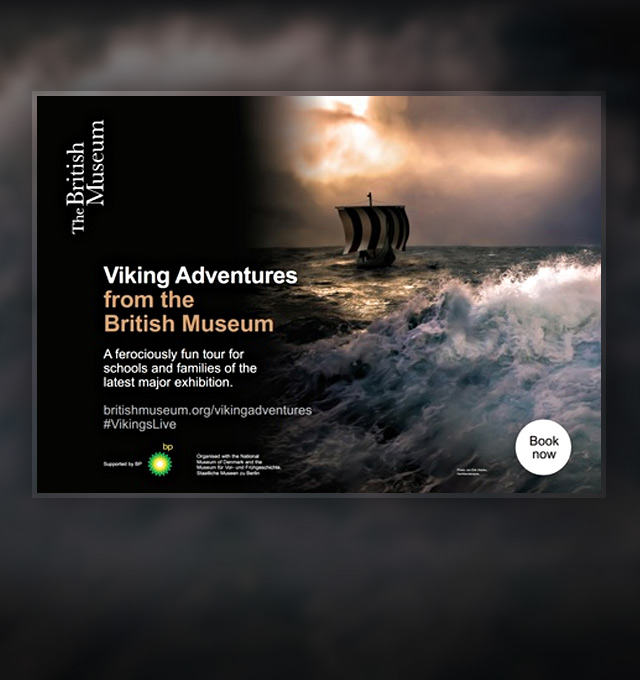 The British
Museum
Viking Adventures
from the
British Museum
A ferociously fun tour for
schools and families of the
latest major exhibition.
britishmuseum.org/vikingadventures
#VikingsLive
bp
Supported by BP
Organised with the National
Museum of Denmark and the
Museum für Vor- und Frühgeschichte,
Staatliche Museen zu Berlin
Book
now